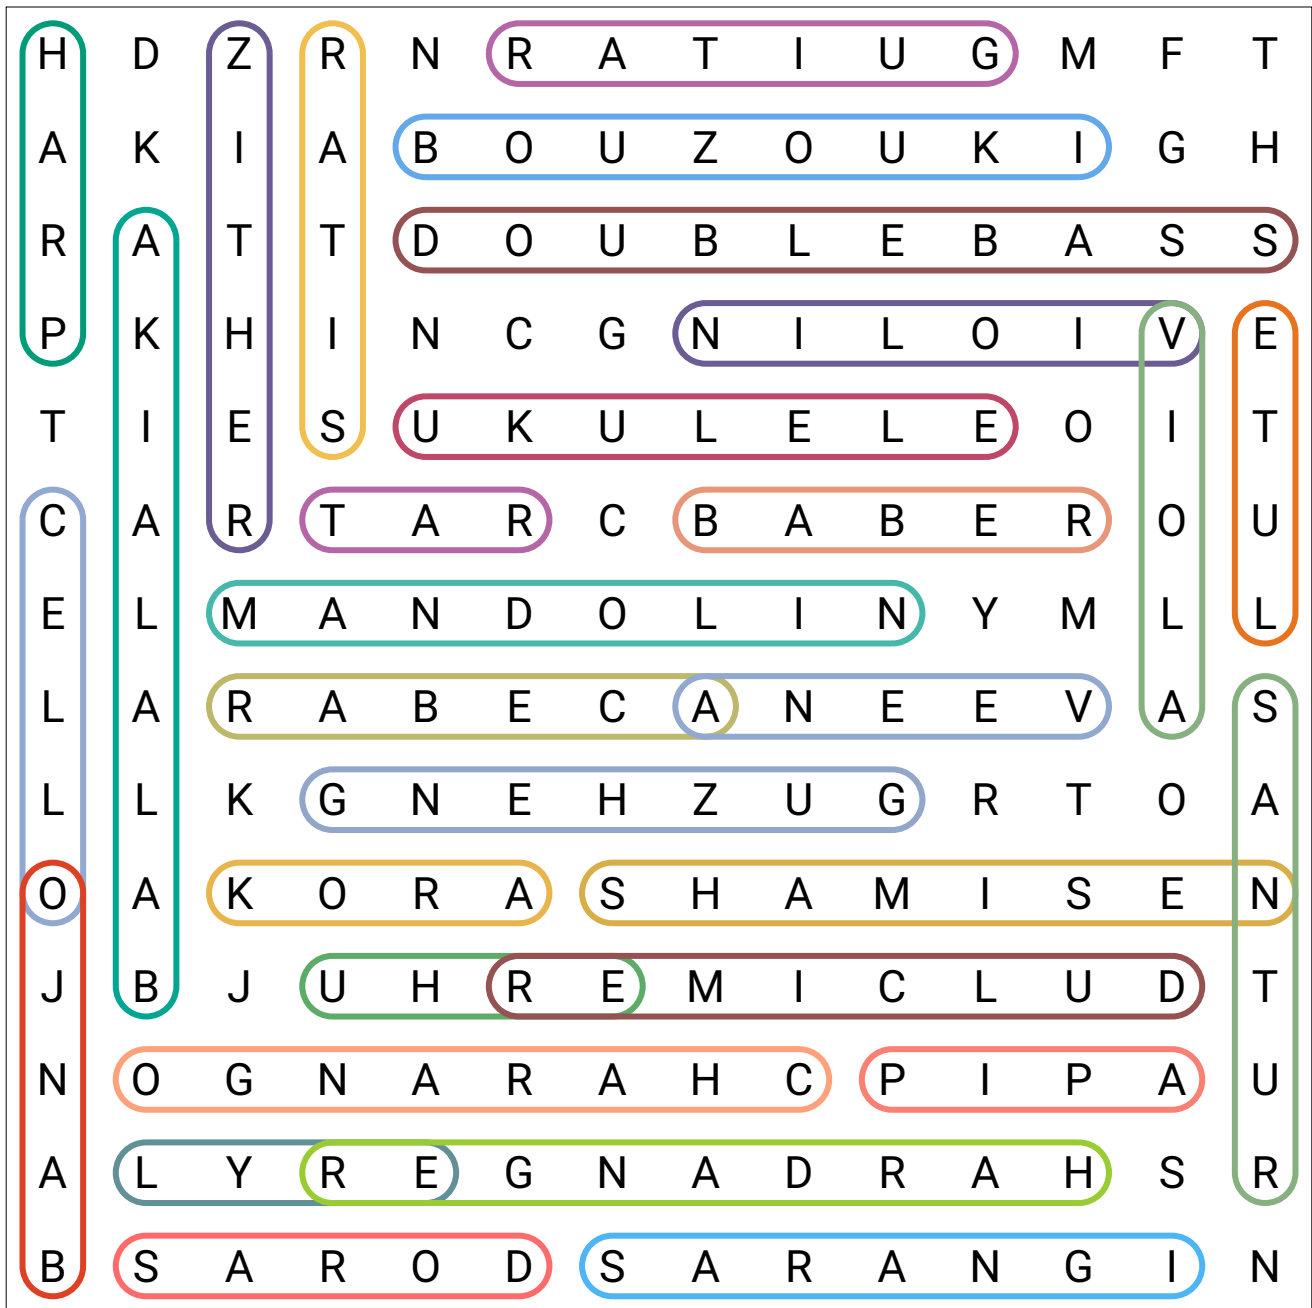 H D Z R N R A T I U G M F T
A K I A B O U Z O U K I G H
R A T T D O U B L E B A S S
P K H I N C G N I L O I V E
T I E S U K U L E L E O I T
C A R T A R C B A B E R O U
E L M A N D O L I N Y M L L
L A R A B E C A N E E V A S
L L K G N E H Z U G R T O A
O A K O R A S H A M I S E N
J B J U H R E M I C L U D T
N O G N A R A H C P I P A U
A L Y R E G N A D R A H S R
B S A R O D S A R A N G I N